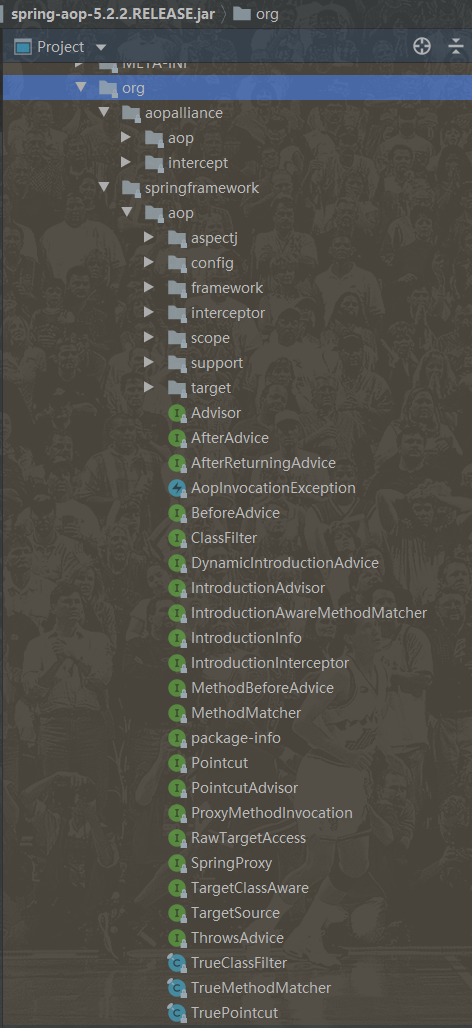 spring-aop-5.2.2.RELEASE.jar org
Project
META-INF
org
aopalliance
aop
intercept
springframework
aop
aspectj
config
framework
interceptor
scope
support
target
Advisor
AfterAdvice
AfterReturningAdvice
AopInvocationException
BeforeAdvice
ClassFilter
DynamicIntroductionAdvice
IntroductionAdvisor
IntroductionAwareMethodMatcher
IntroductionInfo
IntroductionInterceptor
MethodBeforeAdvice
MethodMatcher
package-info
Pointcut
PointcutAdvisor
ProxyMethodInvocation
RawTargetAccess
SpringProxy
TargetClassAware
TargetSource
ThrowsAdvice
TrueClassFilter
TrueMethodMatcher
TruePointcut